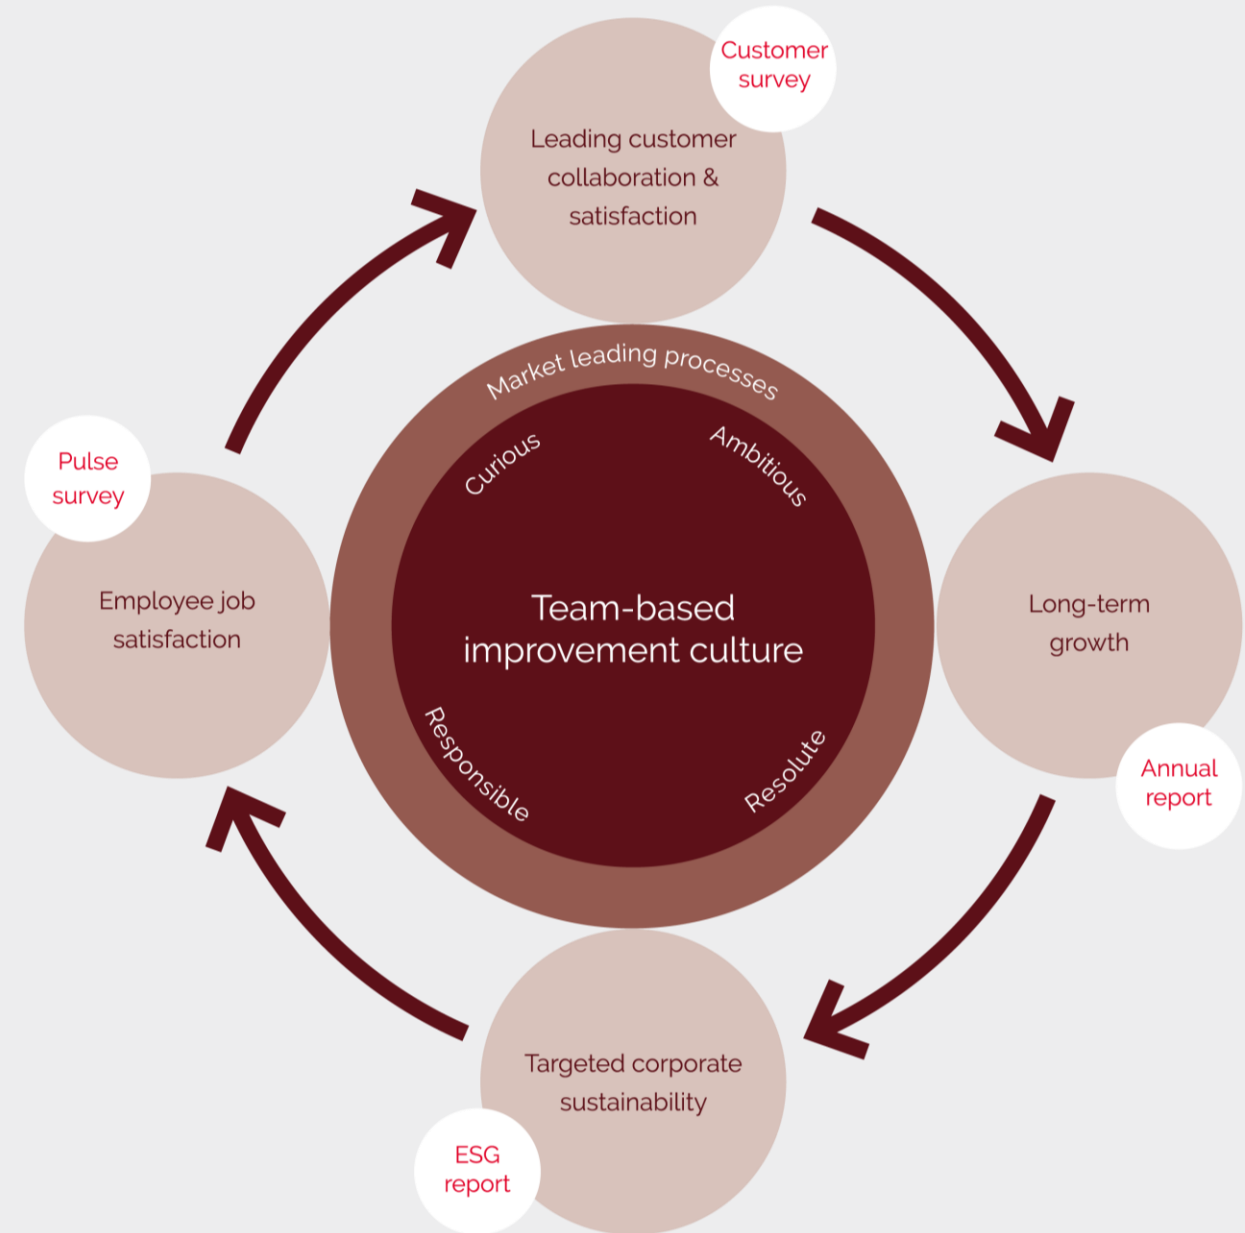 Customer
survey
Leading customer
collaboration &
satisfaction
Market leading processes
Curious
Ambitious
Pulse
survey
Employee job
satisfaction
Team-based
improvement culture
Long-term
growth
Responsible
Resolute
Annual
report
Targeted corporate
sustainability
ESG
report